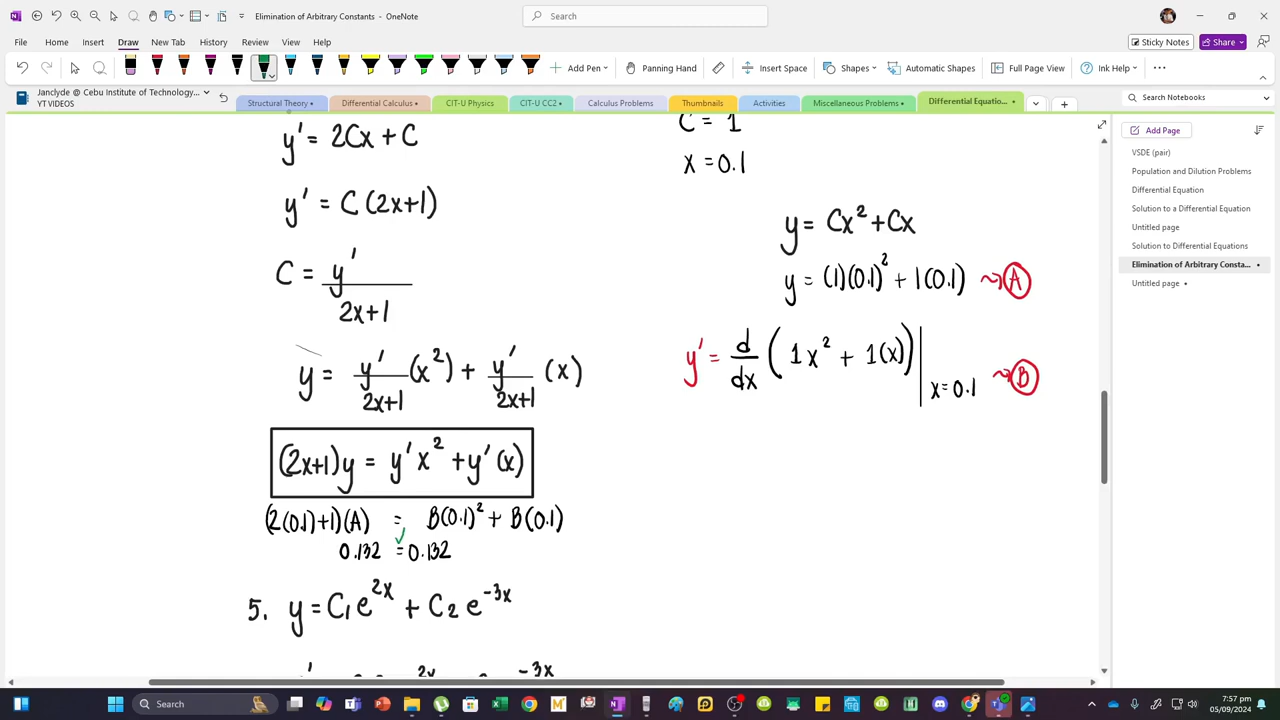 Elimination of Arbitrary Constants - OneNote
Search
File Home Insert Draw New Tab History Review View Help
Sticky Notes
Share
Add Pen
Panning Hand
Insert Space
Shapes
Automatic Shapes
Full Page View
Ink Help
Janclyde @ Cebu Institute of Technology...
YT VIDEOS
Structural Theory
Differential Calculus
CIT-U Physics
CIT-U CC2
Calculus Problems
Thumbnails
Activities
Miscellaneous Problems
Differential Equatio...
Search Notebooks
Add Page
VSDE (pair)
Population and Dilution Problems
Differential Equation
Solution to a Differential Equation
Untitled page
Solution to Differential Equations
Elimination of Arbitrary Consta...
Untitled page
y' = 2Cx + C
y' = C (2x+1)
C = y' / 2x+1
y = y' / 2x+1 (x²) + y' / 2x+1 (x)
(2x+1)y = y'x² + y'(x)
(2(0.1)+1)(A) = B(0.1)² + B(0.1)
0.132 = 0.132 ✓
5. y = C₁e^2x + C₂e^-3x
C = 1
x = 0.1
y = Cx² + Cx
y = (1)(0.1)² + 1(0.1) ⇝ A
y' = d/dx (1x² + 1(x)) | x=0.1 ⇝ B
Search
7:57 pm
05/09/2024